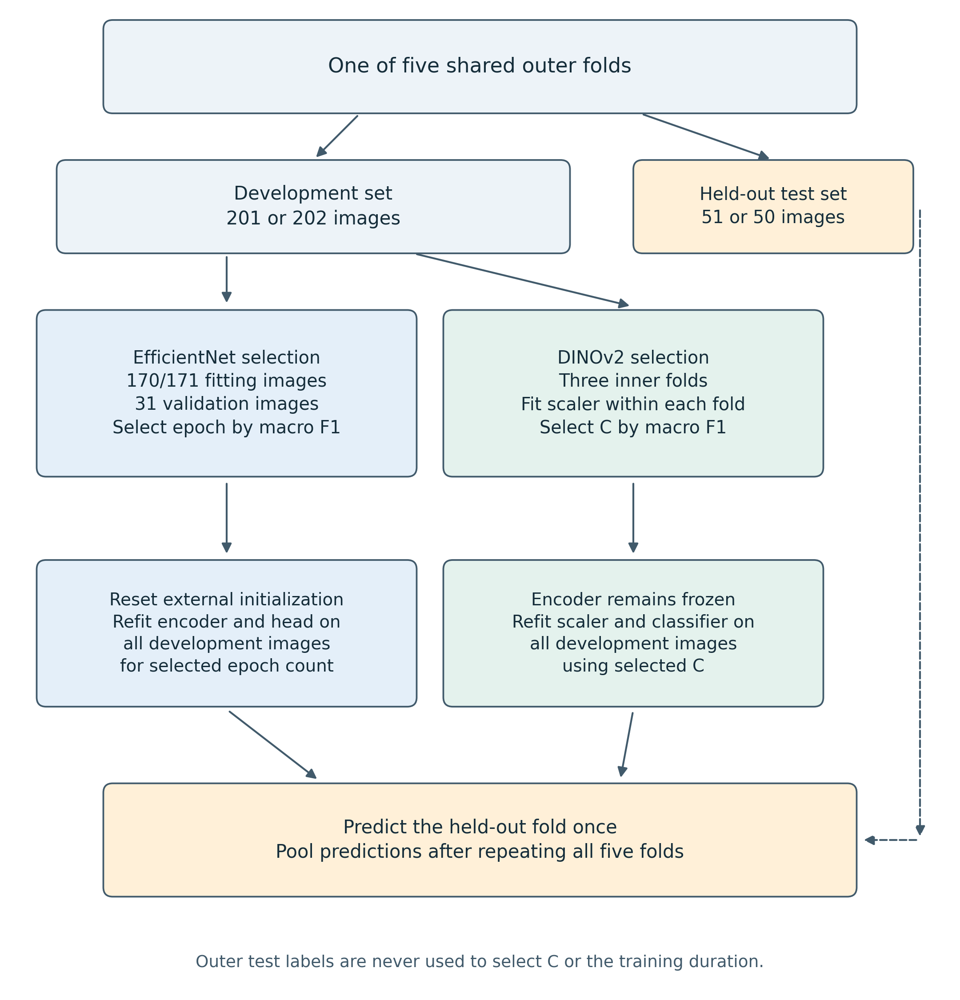 One of five shared outer folds
Development set
201 or 202 images
Held-out test set
51 or 50 images
EfficientNet selection
170/171 fitting images
31 validation images
Select epoch by macro F1
DINOv2 selection
Three inner folds
Fit scaler within each fold
Select C by macro F1
Reset external initialization
Refit encoder and head on
all development images
for selected epoch count
Encoder remains frozen
Refit scaler and classifier on
all development images
using selected C
Predict the held-out fold once
Pool predictions after repeating all five folds
Outer test labels are never used to select C or the training duration.